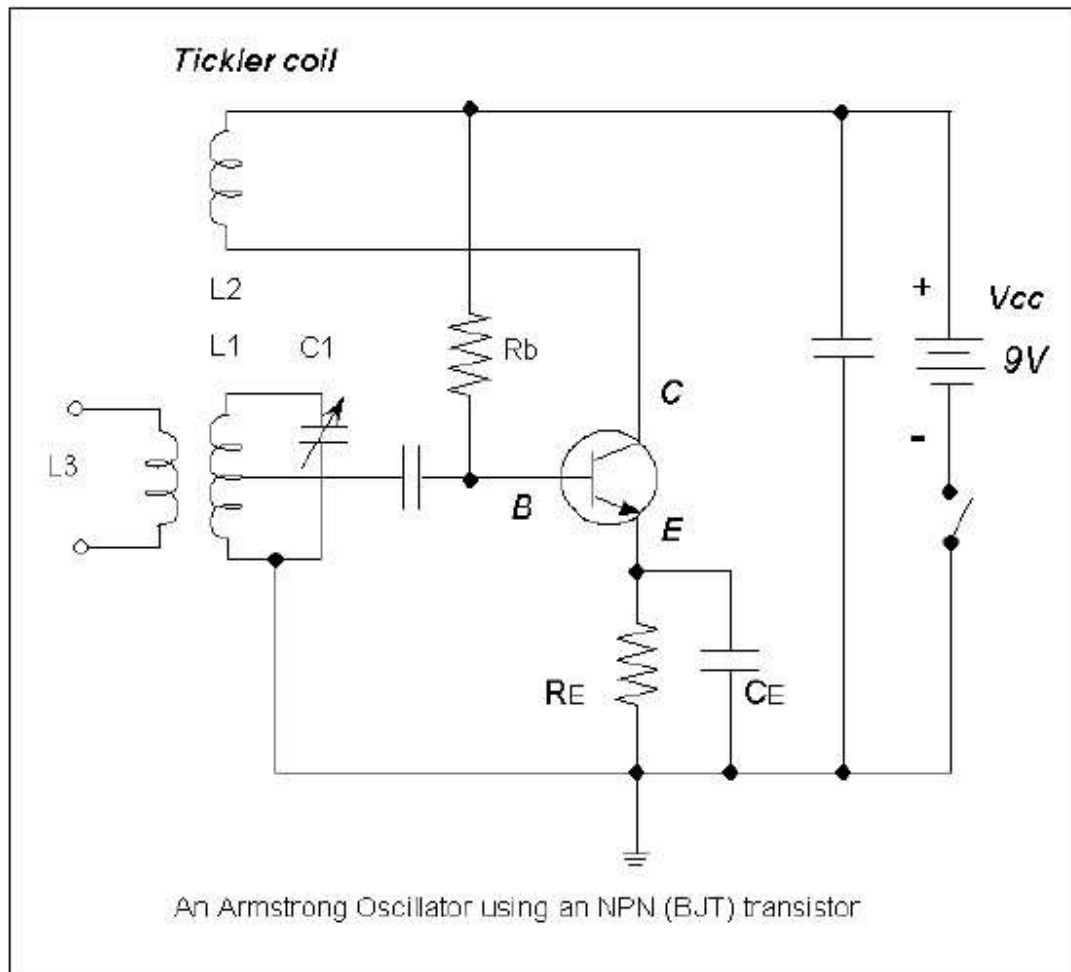 Tickler coil
L2
L1
C1
Rb
+
Vcc
9V
C
L3
-
B
E
RE
CE
An Armstrong Oscillator using an NPN (BJT) transistor